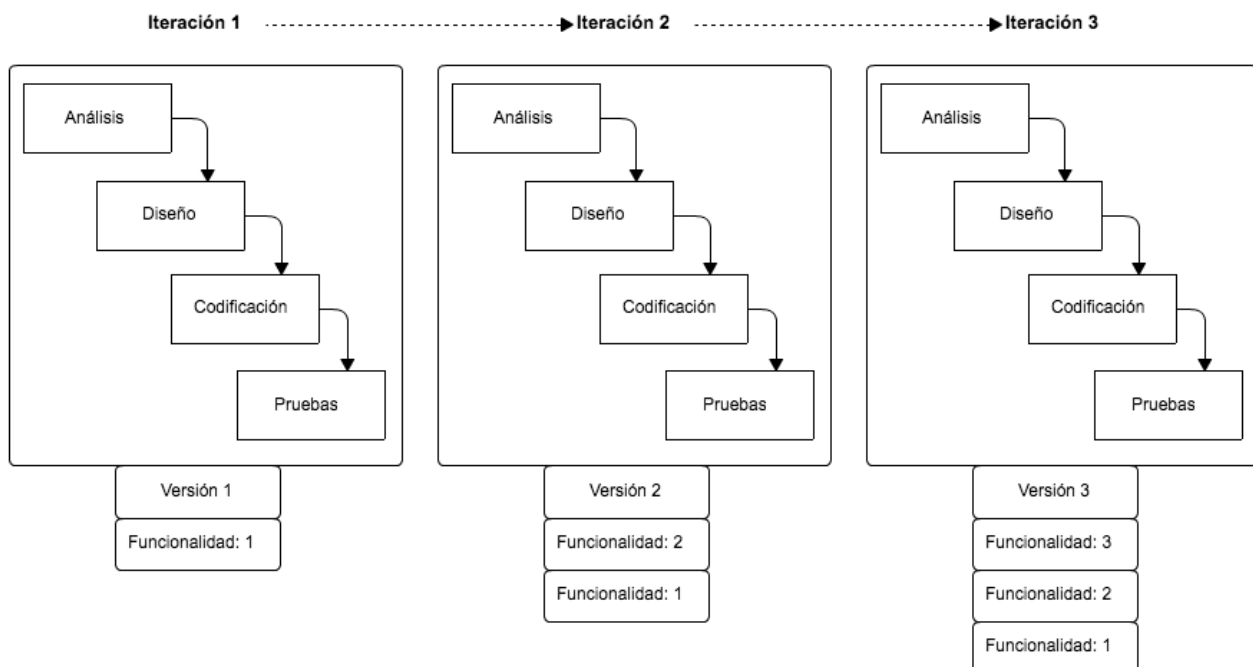 Iteración 1
Iteración 2
Iteración 3
Análisis
Diseño
Codificación
Pruebas
Versión 1
Funcionalidad: 1
Análisis
Diseño
Codificación
Pruebas
Versión 2
Funcionalidad: 2
Funcionalidad: 1
Análisis
Diseño
Codificación
Pruebas
Versión 3
Funcionalidad: 3
Funcionalidad: 2
Funcionalidad: 1